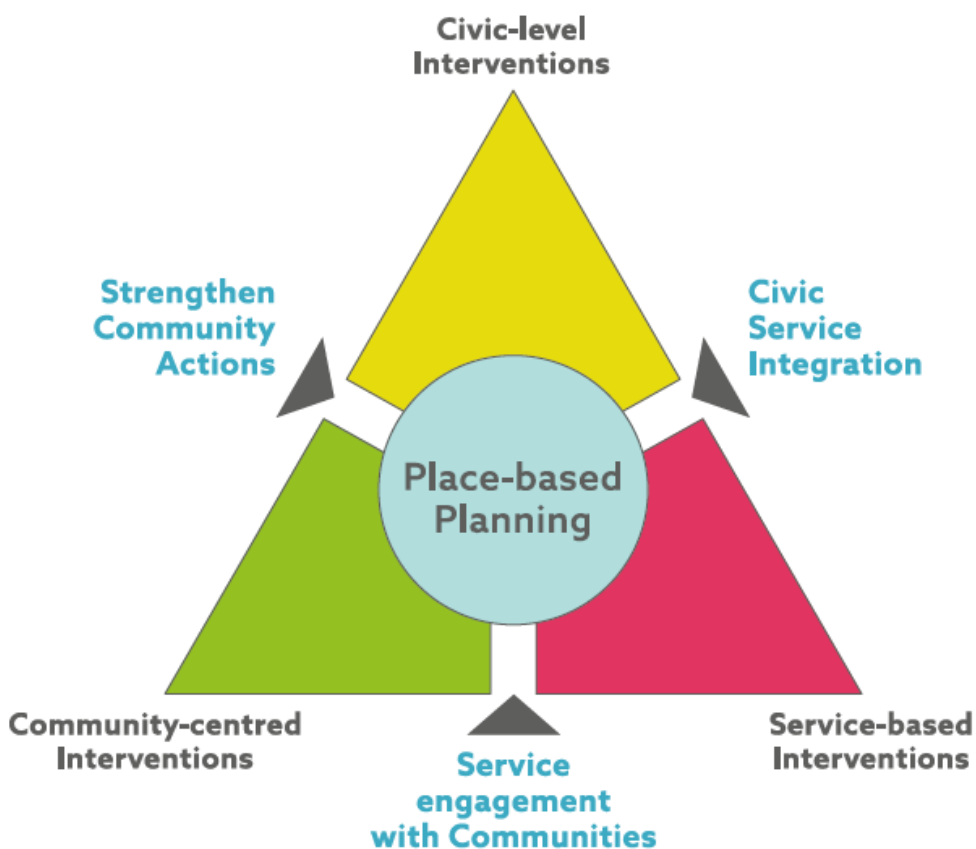 Civic-level
Interventions
Strengthen
Community
Actions
Civic
Service
Integration
Place-based
Planning
Community-centred
Interventions
Service-based
Interventions
Service
engagement
with Communities